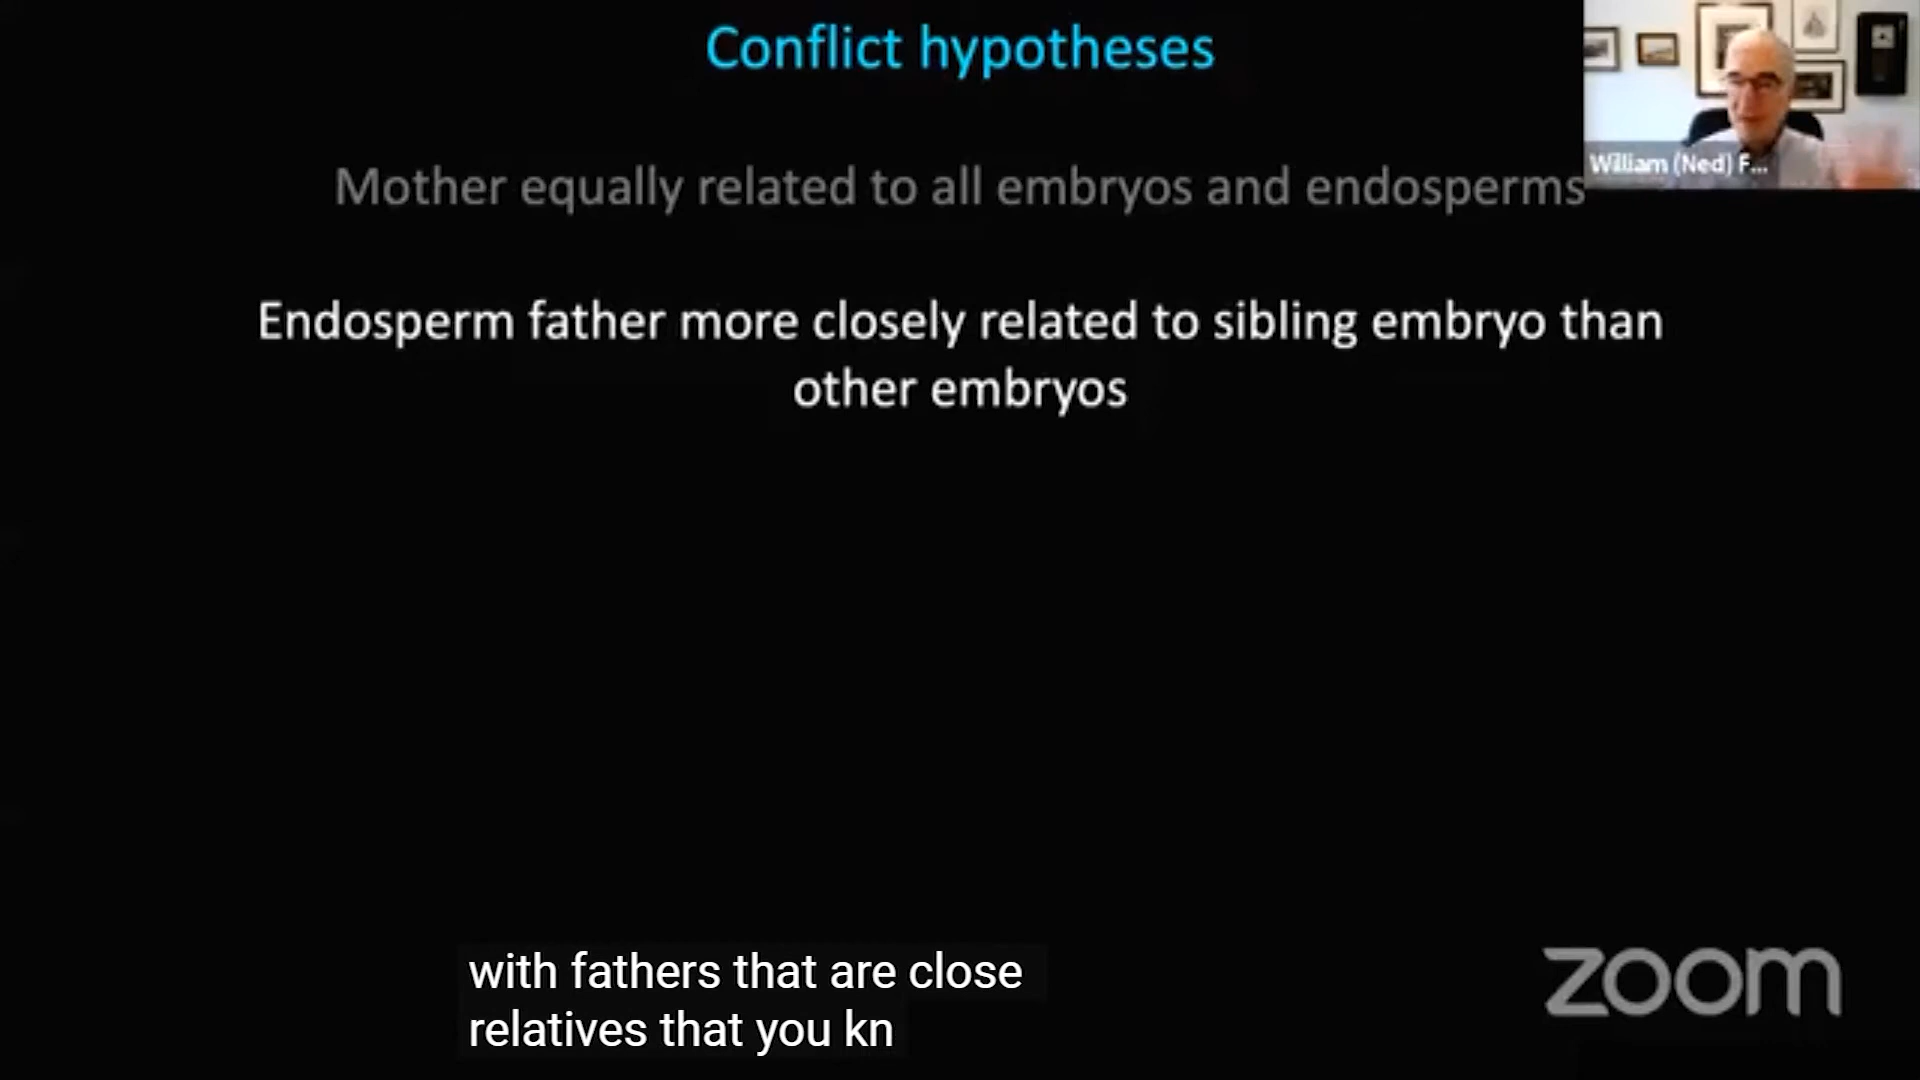 Conflict hypotheses
Mother equally related to all embryos and endosperms
William (Ned) F...
Endosperm father more closely related to sibling embryo than
other embryos
with fathers that are close
relatives that you kn
zoom